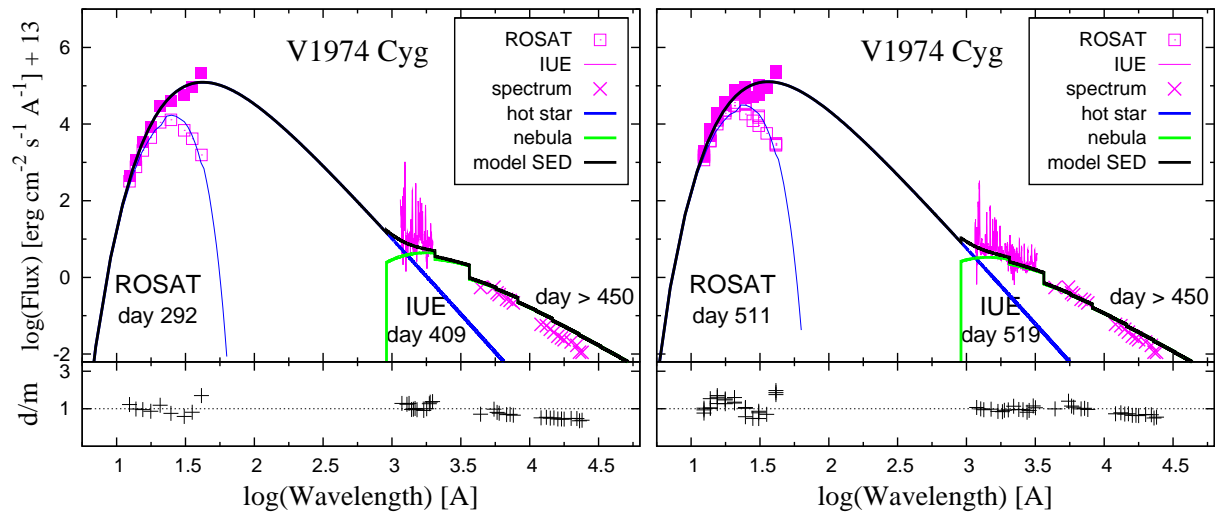 V1974 Cyg
ROSAT
IUE
spectrum
hot star
nebula
model SED
log(Flux) [erg cm-2 s-1 A-1] + 13
6
4
2
0
-2
ROSAT
day 292
IUE
day 409
day > 450
d/m
3
1
1 1.5 2 2.5 3 3.5 4 4.5
log(Wavelength) [A]
V1974 Cyg
ROSAT
IUE
spectrum
hot star
nebula
model SED
ROSAT
day 511
IUE
day 519
day > 450
1 1.5 2 2.5 3 3.5 4 4.5
log(Wavelength) [A]